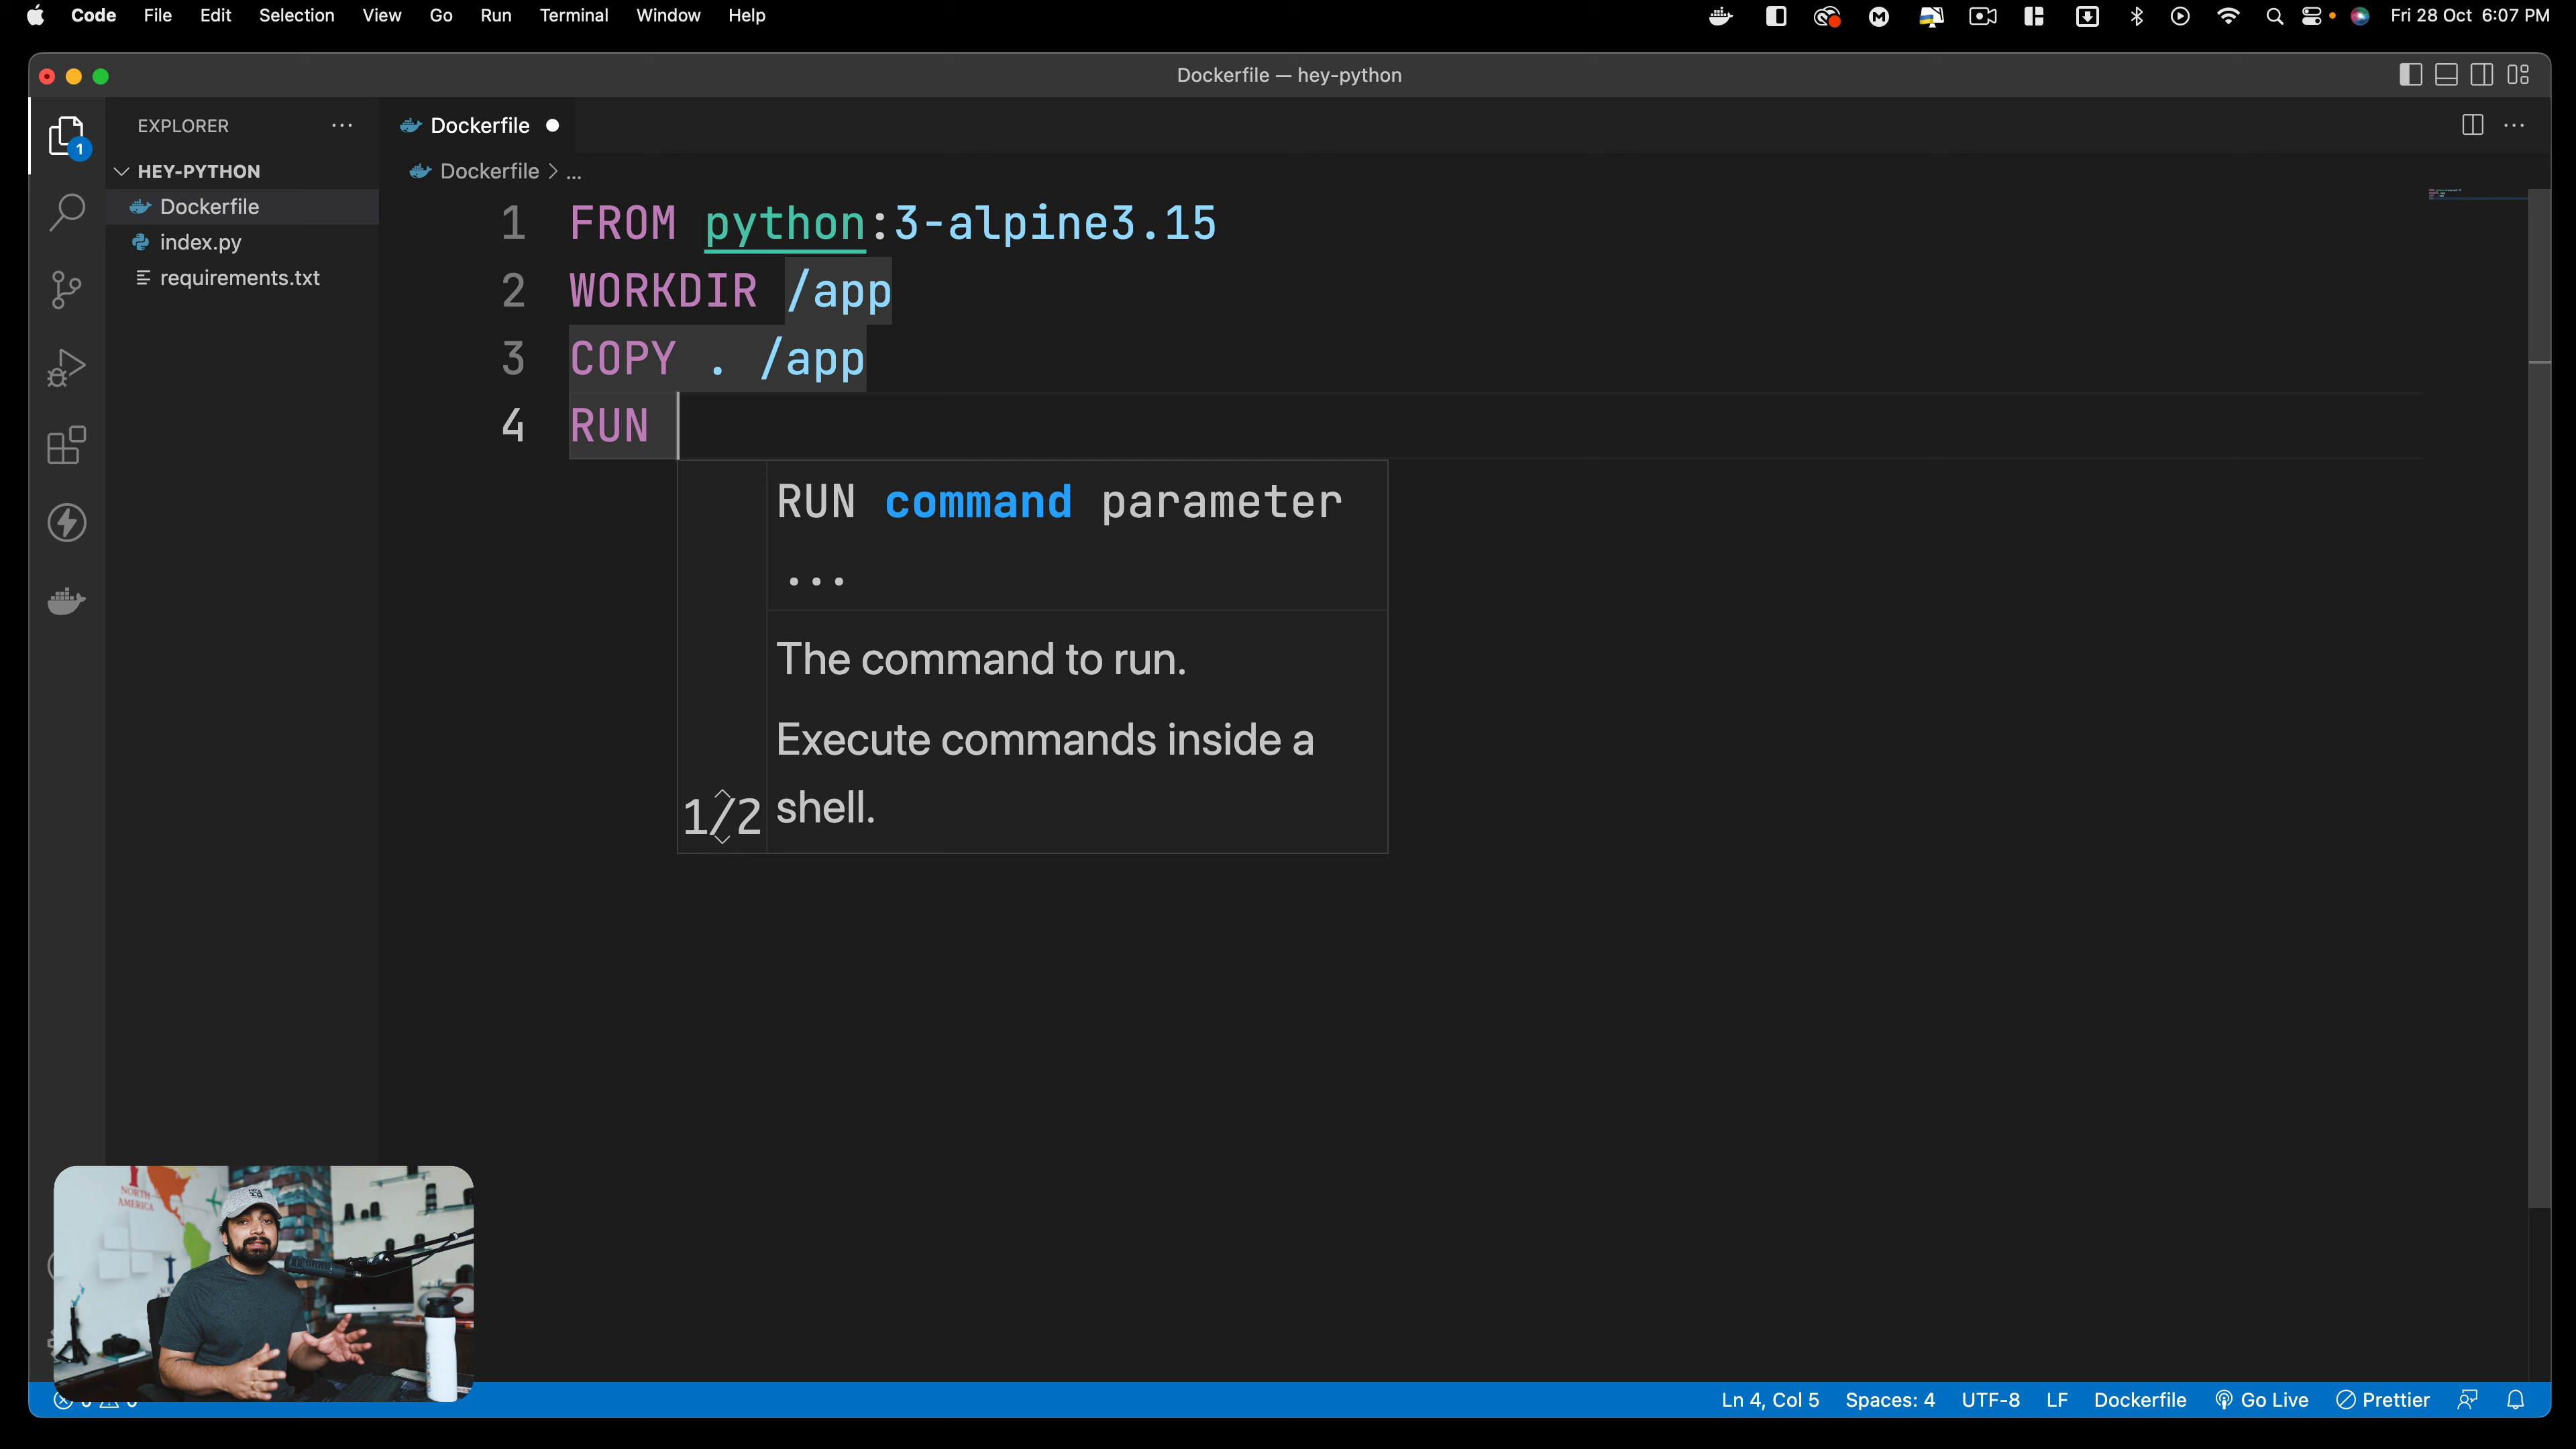 Code File Edit Selection View Go Run Terminal Window Help Fri 28 Oct 6:07 PM
Dockerfile — hey-python
EXPLORER
1
HEY-PYTHON
Dockerfile
index.py
requirements.txt
Dockerfile
Dockerfile > ...
1 FROM python:3-alpine3.15
2 WORKDIR /app
3 COPY . /app
4 RUN
RUN command parameter
...
The command to run.
Execute commands inside a
shell.
1/2
NORTH
AMERICA
Ln 4, Col 5 Spaces: 4 UTF-8 LF Dockerfile Go Live Prettier